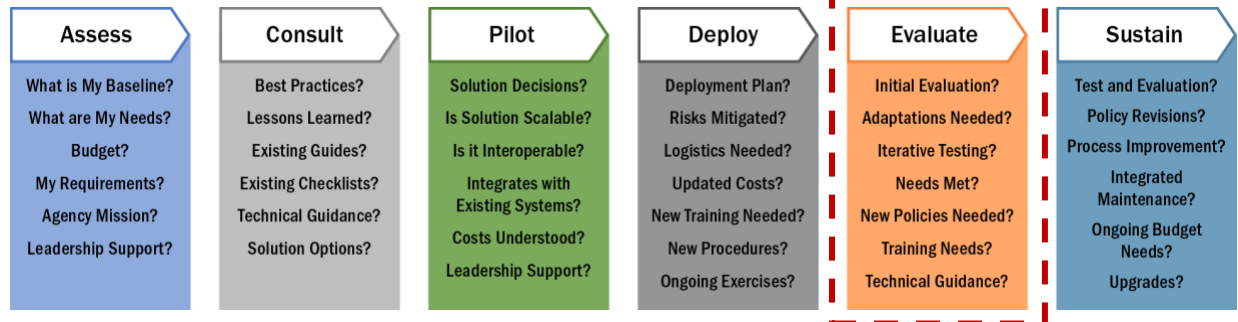 Assess
What is My Baseline?
What are My Needs?
Budget?
My Requirements?
Agency Mission?
Leadership Support?
Consult
Best Practices?
Lessons Learned?
Existing Guides?
Existing Checklists?
Technical Guidance?
Solution Options?
Pilot
Solution Decisions?
Is Solution Scalable?
Is it Interoperable?
Integrates with
Existing Systems?
Costs Understood?
Leadership Support?
Deploy
Deployment Plan?
Risks Mitigated?
Logistics Needed?
Updated Costs?
New Training Needed?
New Procedures?
Ongoing Exercises?
Evaluate
Initial Evaluation?
Adaptations Needed?
Iterative Testing?
Needs Met?
New Policies Needed?
Training Needs?
Technical Guidance?
Sustain
Test and Evaluation?
Policy Revisions?
Process Improvement?
Integrated
Maintenance?
Ongoing Budget
Needs?
Upgrades?